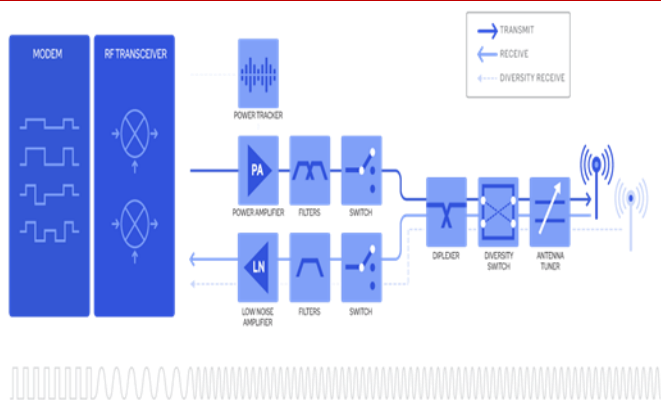 MODEM
RF TRANSCEIVER
TRANSMIT
RECEIVE
DIVERSITY RECEIVE
POWER TRACKER
PA
POWER AMPLIFIER
FILTERS
SWITCH
DIPLEXER
DIVERSITY
SWITCH
ANTENNA
TUNER
LN
LOW NOISE
AMPLIFIER
FILTERS
SWITCH